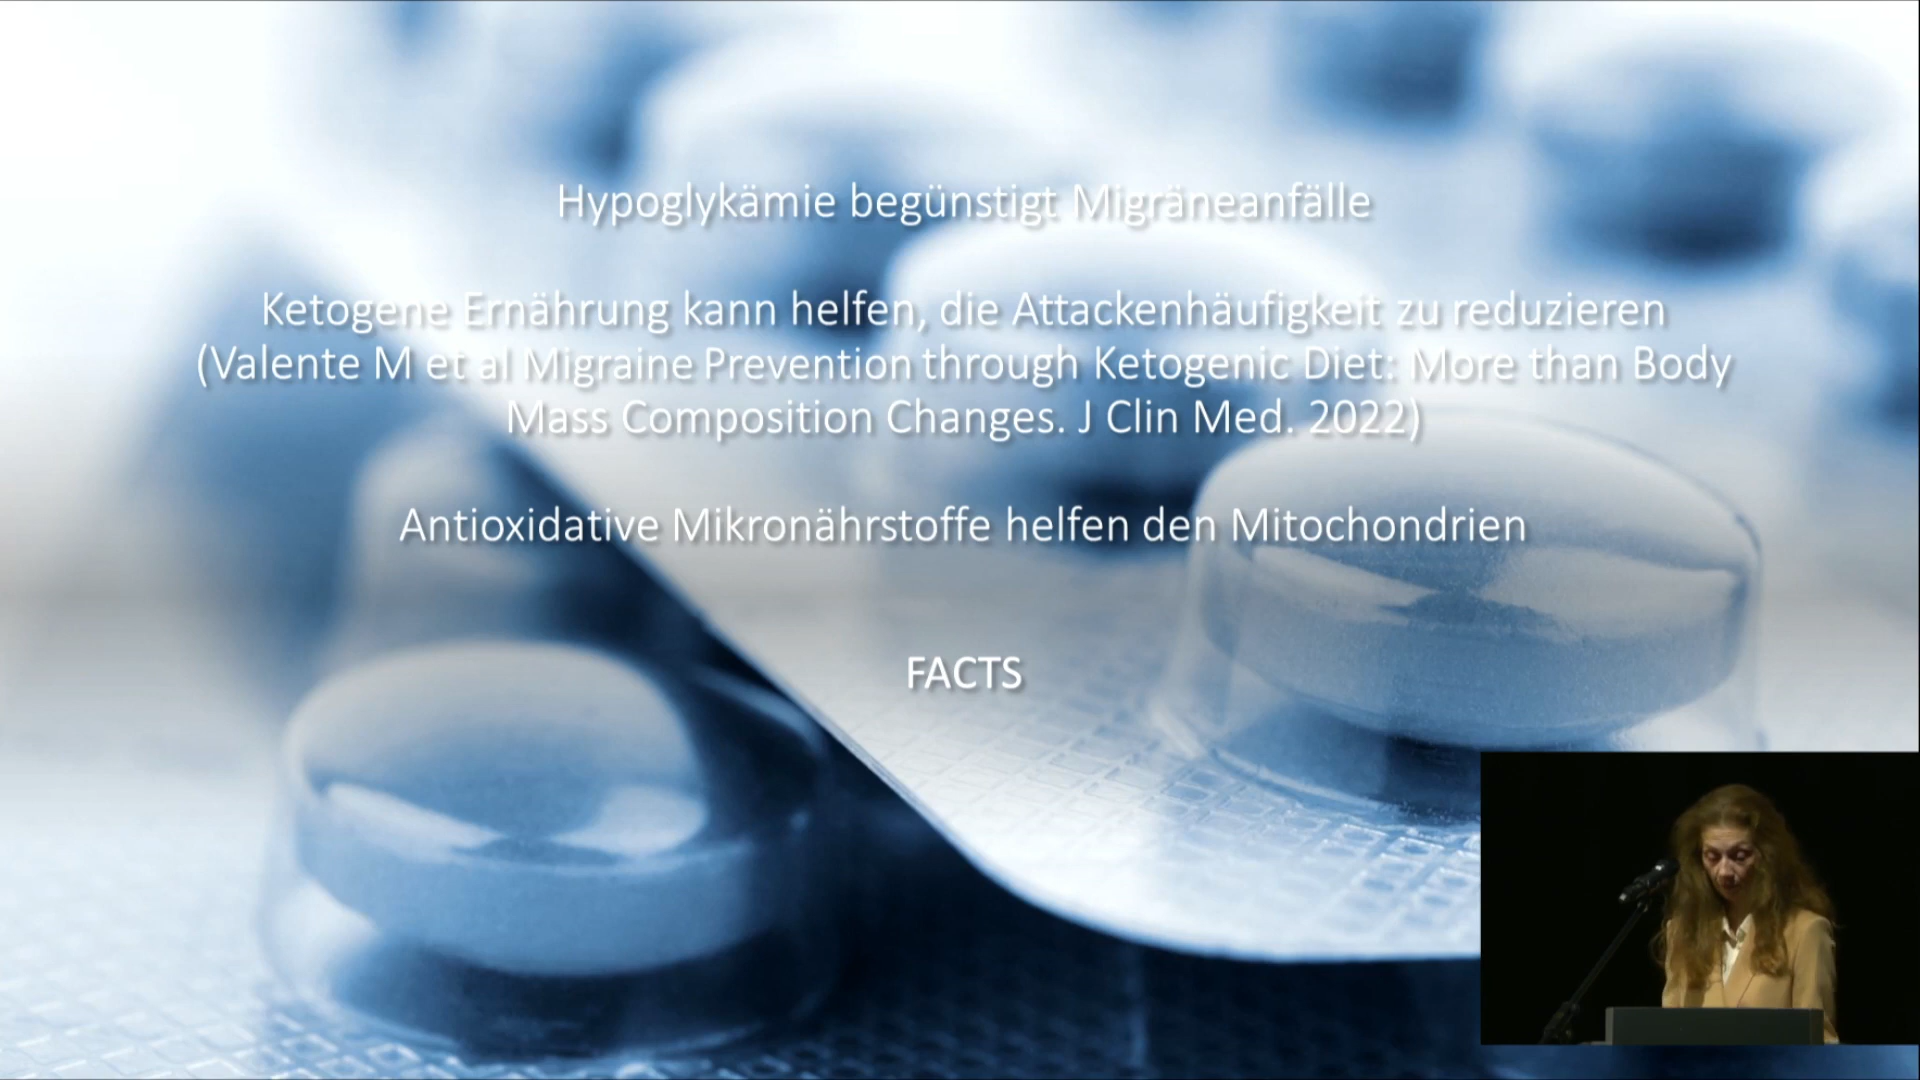 Hypoglykämie begünstigt Migräneanfälle
Ketogene Ernährung kann helfen, die Attackenhäufigkeit zu reduzieren
(Valente M et al Migraine Prevention through Ketogenic Diet: More than Body
Mass Composition Changes. J Clin Med. 2022)
Antioxidative Mikronährstoffe helfen den Mitochondrien
FACTS